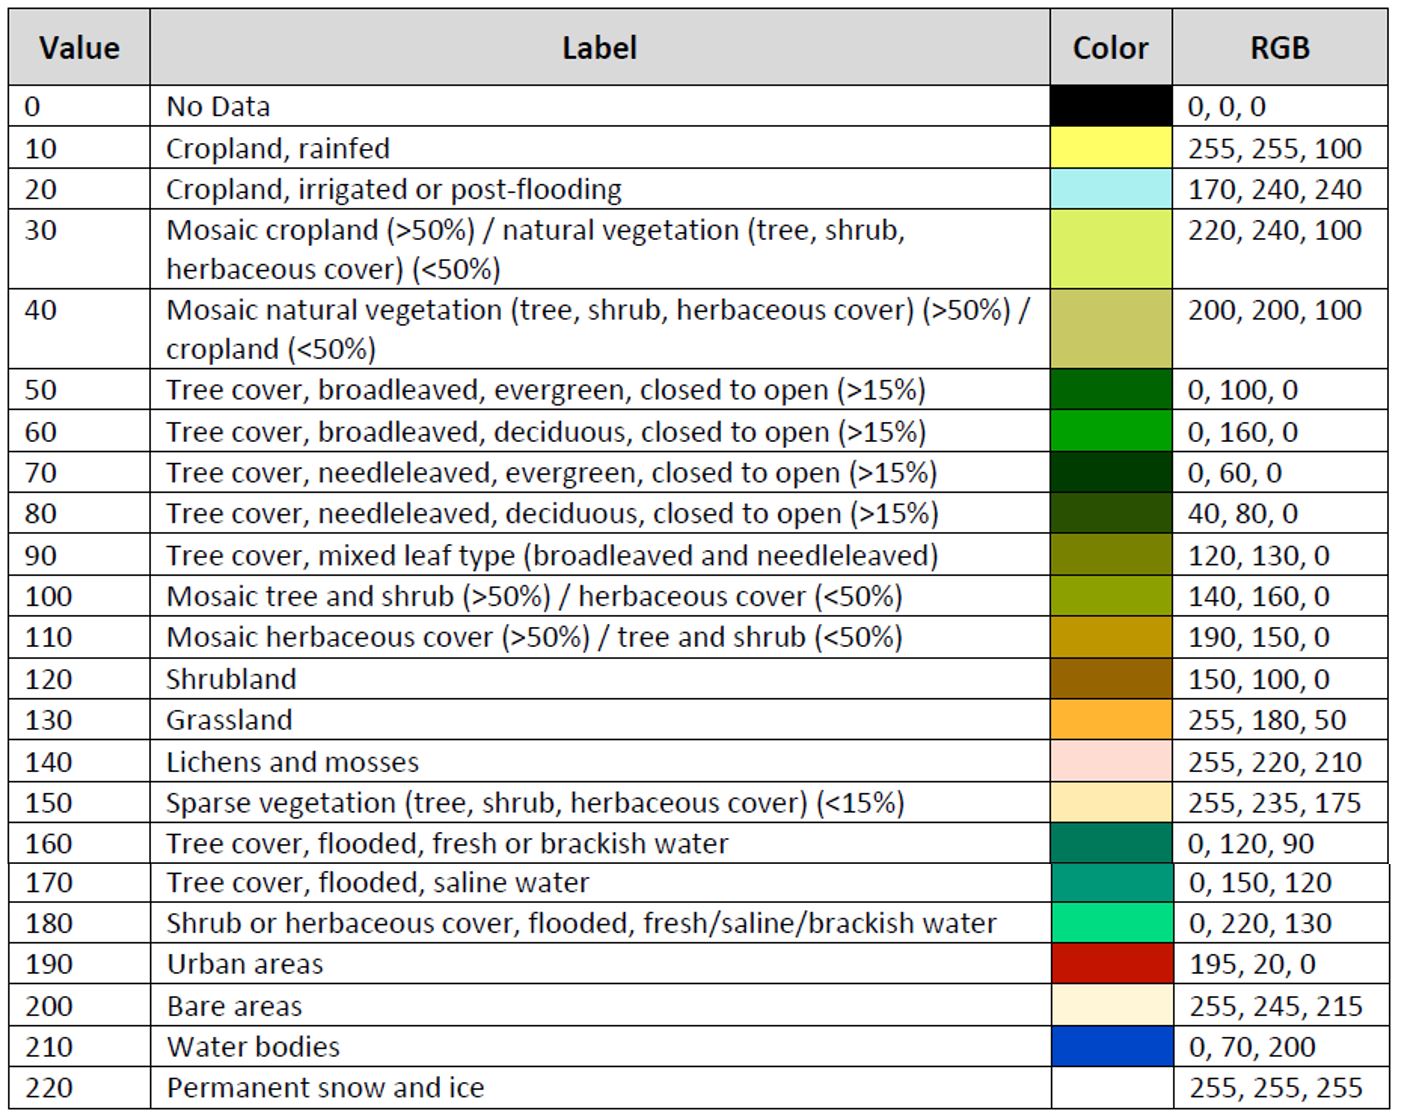 Value Label Color RGB
0 No Data 0, 0, 0
10 Cropland, rainfed 255, 255, 100
20 Cropland, irrigated or post-flooding 170, 240, 240
30 Mosaic cropland (>50%) / natural vegetation (tree, shrub, 220, 240, 100
herbaceous cover) (<50%)
40 Mosaic natural vegetation (tree, shrub, herbaceous cover) (>50%) / 200, 200, 100
cropland (<50%)
50 Tree cover, broadleaved, evergreen, closed to open (>15%) 0, 100, 0
60 Tree cover, broadleaved, deciduous, closed to open (>15%) 0, 160, 0
70 Tree cover, needleleaved, evergreen, closed to open (>15%) 0, 60, 0
80 Tree cover, needleleaved, deciduous, closed to open (>15%) 40, 80, 0
90 Tree cover, mixed leaf type (broadleaved and needleleaved) 120, 130, 0
100 Mosaic tree and shrub (>50%) / herbaceous cover (<50%) 140, 160, 0
110 Mosaic herbaceous cover (>50%) / tree and shrub (<50%) 190, 150, 0
120 Shrubland 150, 100, 0
130 Grassland 255, 180, 50
140 Lichens and mosses 255, 220, 210
150 Sparse vegetation (tree, shrub, herbaceous cover) (<15%) 255, 235, 175
160 Tree cover, flooded, fresh or brackish water 0, 120, 90
170 Tree cover, flooded, saline water 0, 150, 120
180 Shrub or herbaceous cover, flooded, fresh/saline/brackish water 0, 220, 130
190 Urban areas 195, 20, 0
200 Bare areas 255, 245, 215
210 Water bodies 0, 70, 200
220 Permanent snow and ice 255, 255, 255